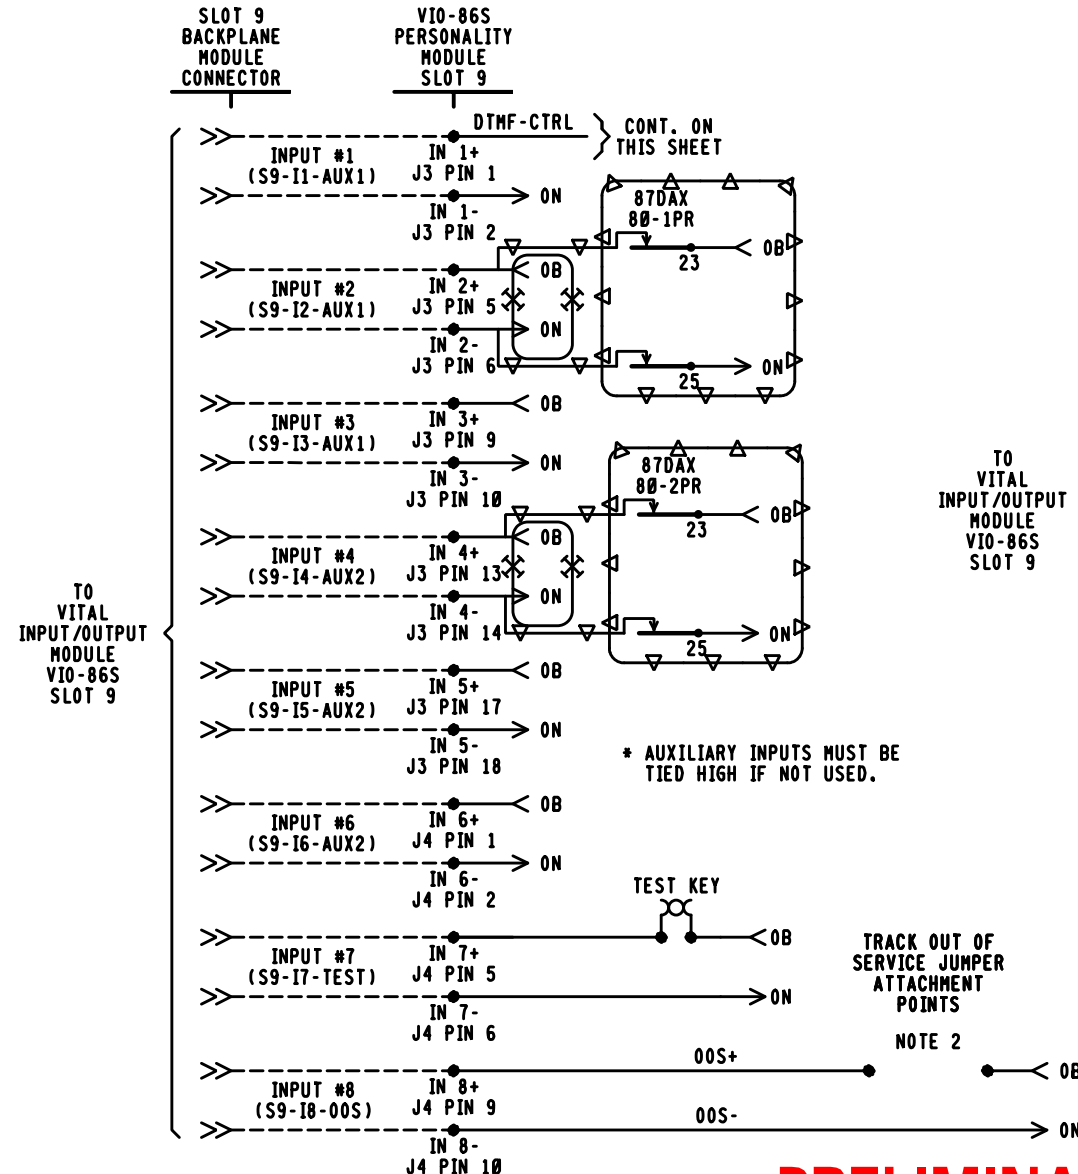 SLOT 9
BACKPLANE
MODULE
CONNECTOR
VIO-86S
PERSONALITY
MODULE
SLOT 9
DTMF-CTRL
CONT. ON
THIS SHEET
INPUT #1
(S9-I1-AUX1)
IN 1+
J3 PIN 1
ON
IN 1-
J3 PIN 2
87DAX
80-1PR
OB
23
OB
INPUT #2
(S9-I2-AUX1)
IN 2+
J3 PIN 5
ON
IN 2-
J3 PIN 6
ON
25
OB
INPUT #3
(S9-I3-AUX1)
IN 3+
J3 PIN 9
ON
IN 3-
J3 PIN 10
87DAX
80-2PR
OB
23
OB
INPUT #4
(S9-I4-AUX2)
IN 4+
J3 PIN 13
ON
IN 4-
J3 PIN 14
ON
25
TO
VITAL
INPUT/OUTPUT
MODULE
VIO-86S
SLOT 9
TO
VITAL
INPUT/OUTPUT
MODULE
VIO-86S
SLOT 9
OB
INPUT #5
(S9-I5-AUX2)
IN 5+
J3 PIN 17
ON
IN 5-
J3 PIN 18
* AUXILIARY INPUTS MUST BE
TIED HIGH IF NOT USED.
OB
INPUT #6
(S9-I6-AUX2)
IN 6+
J4 PIN 1
ON
IN 6-
J4 PIN 2
TEST KEY
OB
INPUT #7
(S9-I7-TEST)
IN 7+
J4 PIN 5
ON
IN 7-
J4 PIN 6
TRACK OUT OF
SERVICE JUMPER
ATTACHMENT
POINTS
NOTE 2
OOS+
OB
INPUT #8
(S9-I8-OOS)
IN 8+
J4 PIN 9
OOS-
ON
IN 8-
J4 PIN 10